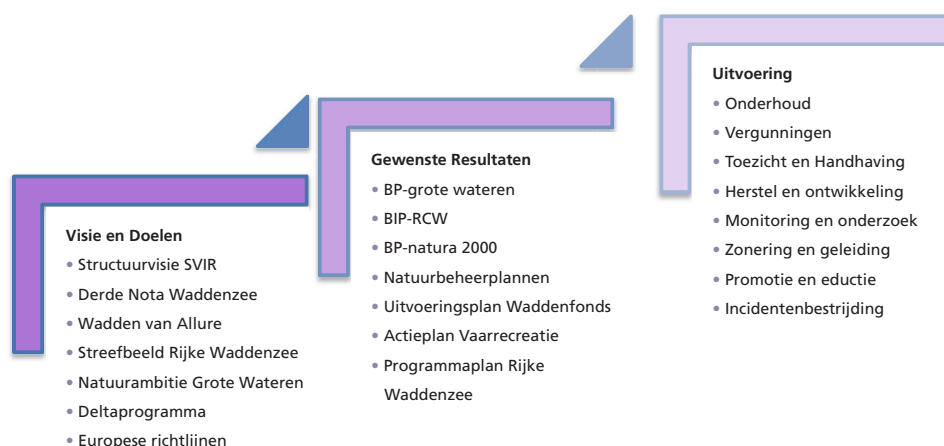 Visie en Doelen
• Structuurvisie SVIR
• Derde Nota Waddenzee
• Wadden van Allure
• Streefbeeld Rijke Waddenzee
• Natuurambitie Grote Wateren
• Deltaprogramma
• Europese richtlijnen
Gewenste Resultaten
• BP-grote wateren
• BIP-RCW
• BP-natura 2000
• Natuurbeheerplannen
• Uitvoeringsplan Waddenfonds
• Actieplan Vaarrecreatie
• Programmaplan Rijke
Waddenzee
Uitvoering
• Onderhoud
• Vergunningen
• Toezicht en Handhaving
• Herstel en ontwikkeling
• Monitoring en onderzoek
• Zonering en geleiding
• Promotie en eductie
• Incidentenbestrijding